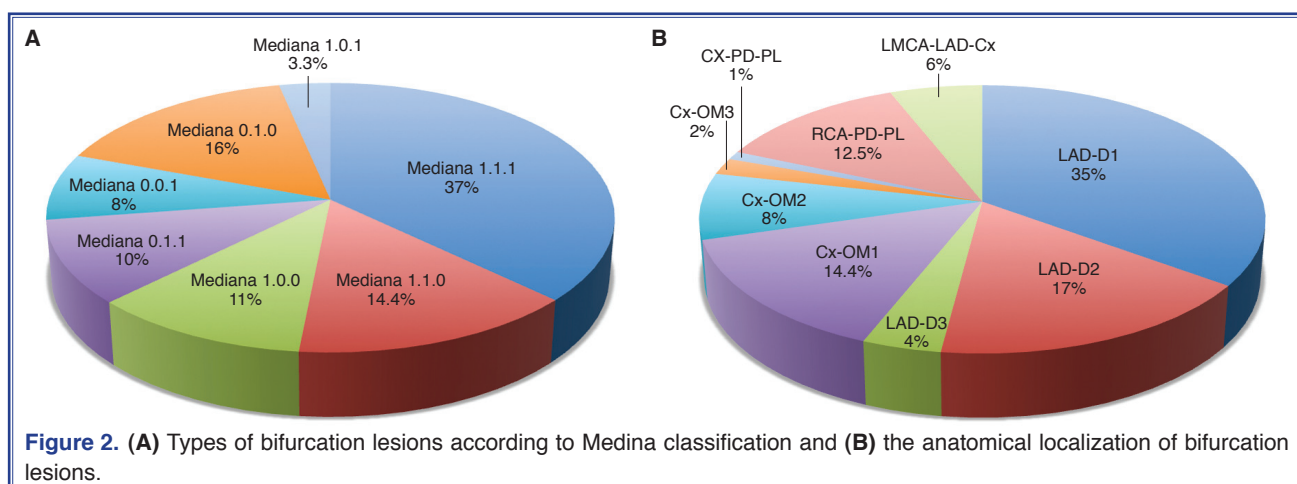 A
Mediana 1.0.1
3.3%
Mediana 0.1.0
16%
Mediana 1.1.1
37%
Mediana 0.0.1
8%
Mediana 0.1.1
10%
Mediana 1.0.0
11%
Mediana 1.1.0
14.4%
B
LMCA-LAD-Cx
6%
CX-PD-PL
1%
Cx-OM3
2%
RCA-PD-PL
12.5%
LAD-D1
35%
Cx-OM2
8%
Cx-OM1
14.4%
LAD-D2
17%
LAD-D3
4%
Figure 2. (A) Types of bifurcation lesions according to Medina classification and (B) the anatomical localization of bifurcation
lesions.